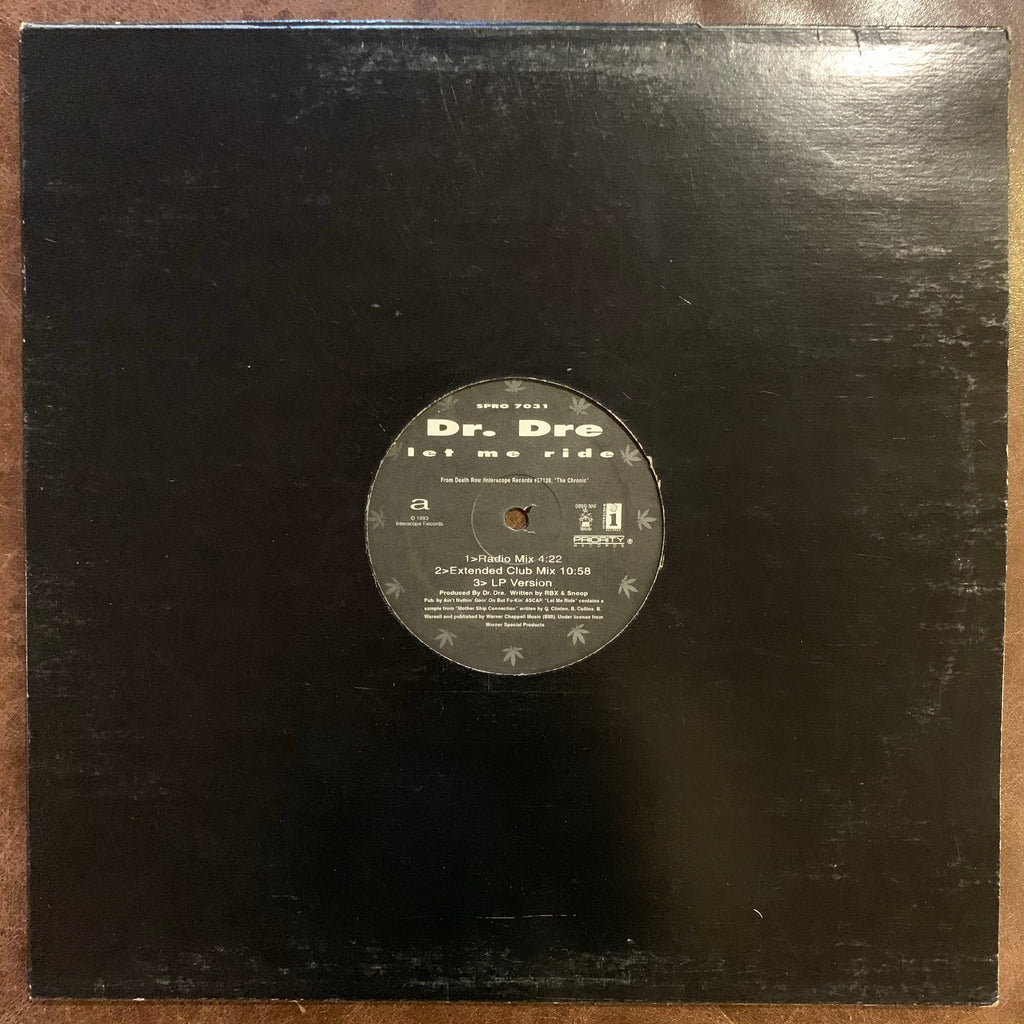 SPRO 7031
Dr. Dre
let me ride
From Death Row /Interscope Records #57128, "The Chronic"
a
© 1993
Interscope Records
i
PRIORITY ®
RECORDS
1>Radio Mix 4:22
2>Extended Club Mix 10:58
3> LP Version
Produced By Dr. Dre. Written by RBX & Snoop
Pub. by Ain't Nuthin' Goin' On But Fu-Kin' ASCAP. "Let Me Ride" contains a
sample from "Mother Ship Connection" written by G. Clinton, B. Collins, B.
Worrell and published by Warner Chappell Music (BMI). Under license from
Warner Special Products